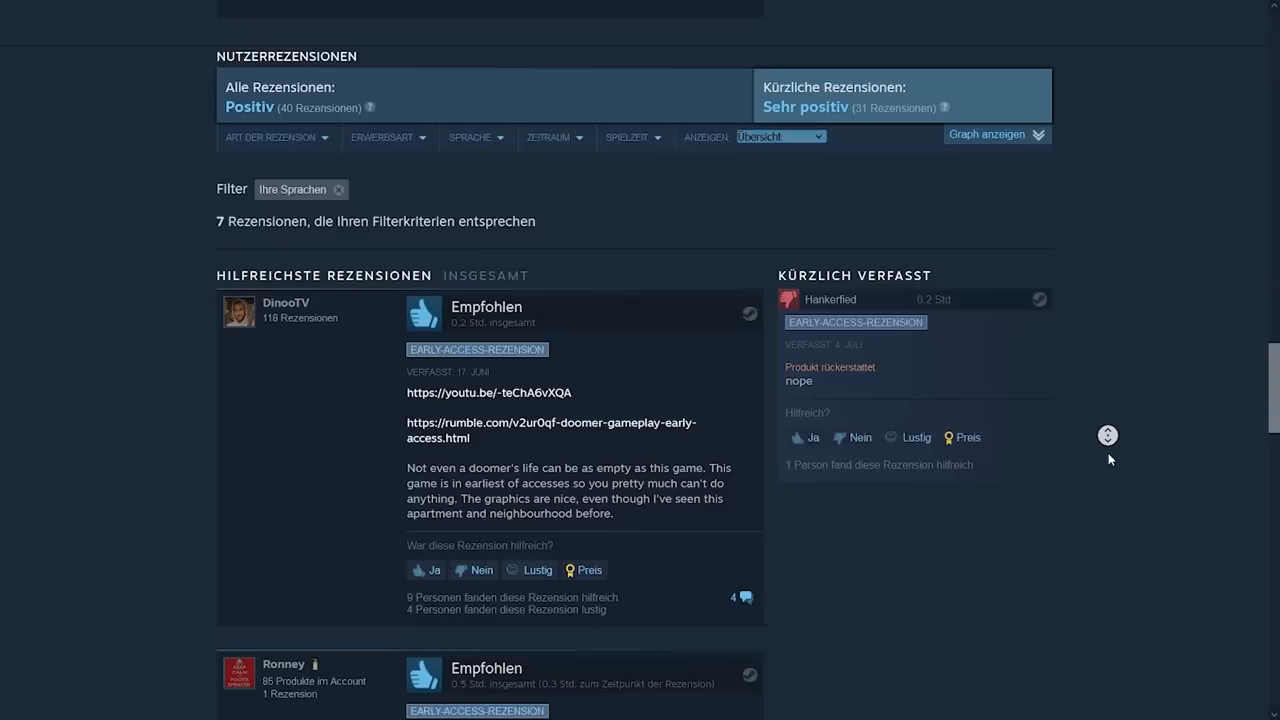 NUTZERREZENSIONEN
Alle Rezensionen:
Positiv (40 Rezensionen) ?
Kürzliche Rezensionen:
Sehr positiv (31 Rezensionen) ?
ART DER REZENSION
ERWERBSART
SPRACHE
ZEITRAUM
SPIELZEIT
ANZEIGEN:
Übersicht
Graph anzeigen
Filter
Ihre Sprachen
7 Rezensionen, die Ihren Filterkriterien entsprechen
HILFREICHSTE REZENSIONEN INSGESAMT
DinooTV
118 Rezensionen
Empfohlen
0.2 Std. insgesamt
EARLY-ACCESS-REZENSION
VERFASST: 17. JUNI
https://youtu.be/-teChA6vXQA
https://rumble.com/v2ur0qf-doomer-gameplay-early-
access.html
Not even a doomer's life can be as empty as this game. This
game is in earliest of accesses so you pretty much can't do
anything. The graphics are nice, even though I've seen this
apartment and neighbourhood before.
War diese Rezension hilfreich?
Ja
Nein
Lustig
Preis
9 Personen fanden diese Rezension hilfreich
4 Personen fanden diese Rezension lustig
4
Ronney
85 Produkte im Account
1 Rezension
KEEP
CALM
Empfohlen
0.5 Std. insgesamt (0.3 Std. zum Zeitpunkt der Rezension)
EARLY-ACCESS-REZENSION
KÜRZLICH VERFASST
Hankerfied
0.2 Std
EARLY-ACCESS-REZENSION
VERFASST: 4. JULI
Produkt rückerstattet
nope
Hilfreich?
Ja
Nein
Lustig
Preis
1 Person fand diese Rezension hilfreich